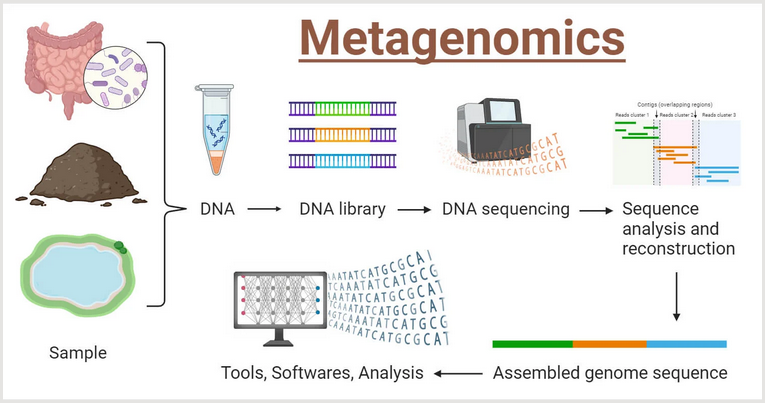 Metagenomics
Contigs (overlapping regions)
Reads cluster 1
Reads cluster 2
Reads cluster 3
AAATATCATGCGCAT
DNA
DNA library
DNA sequencing
Sequence
analysis and
reconstruction
Sample
Tools, Softwares, Analysis
Assembled genome sequence